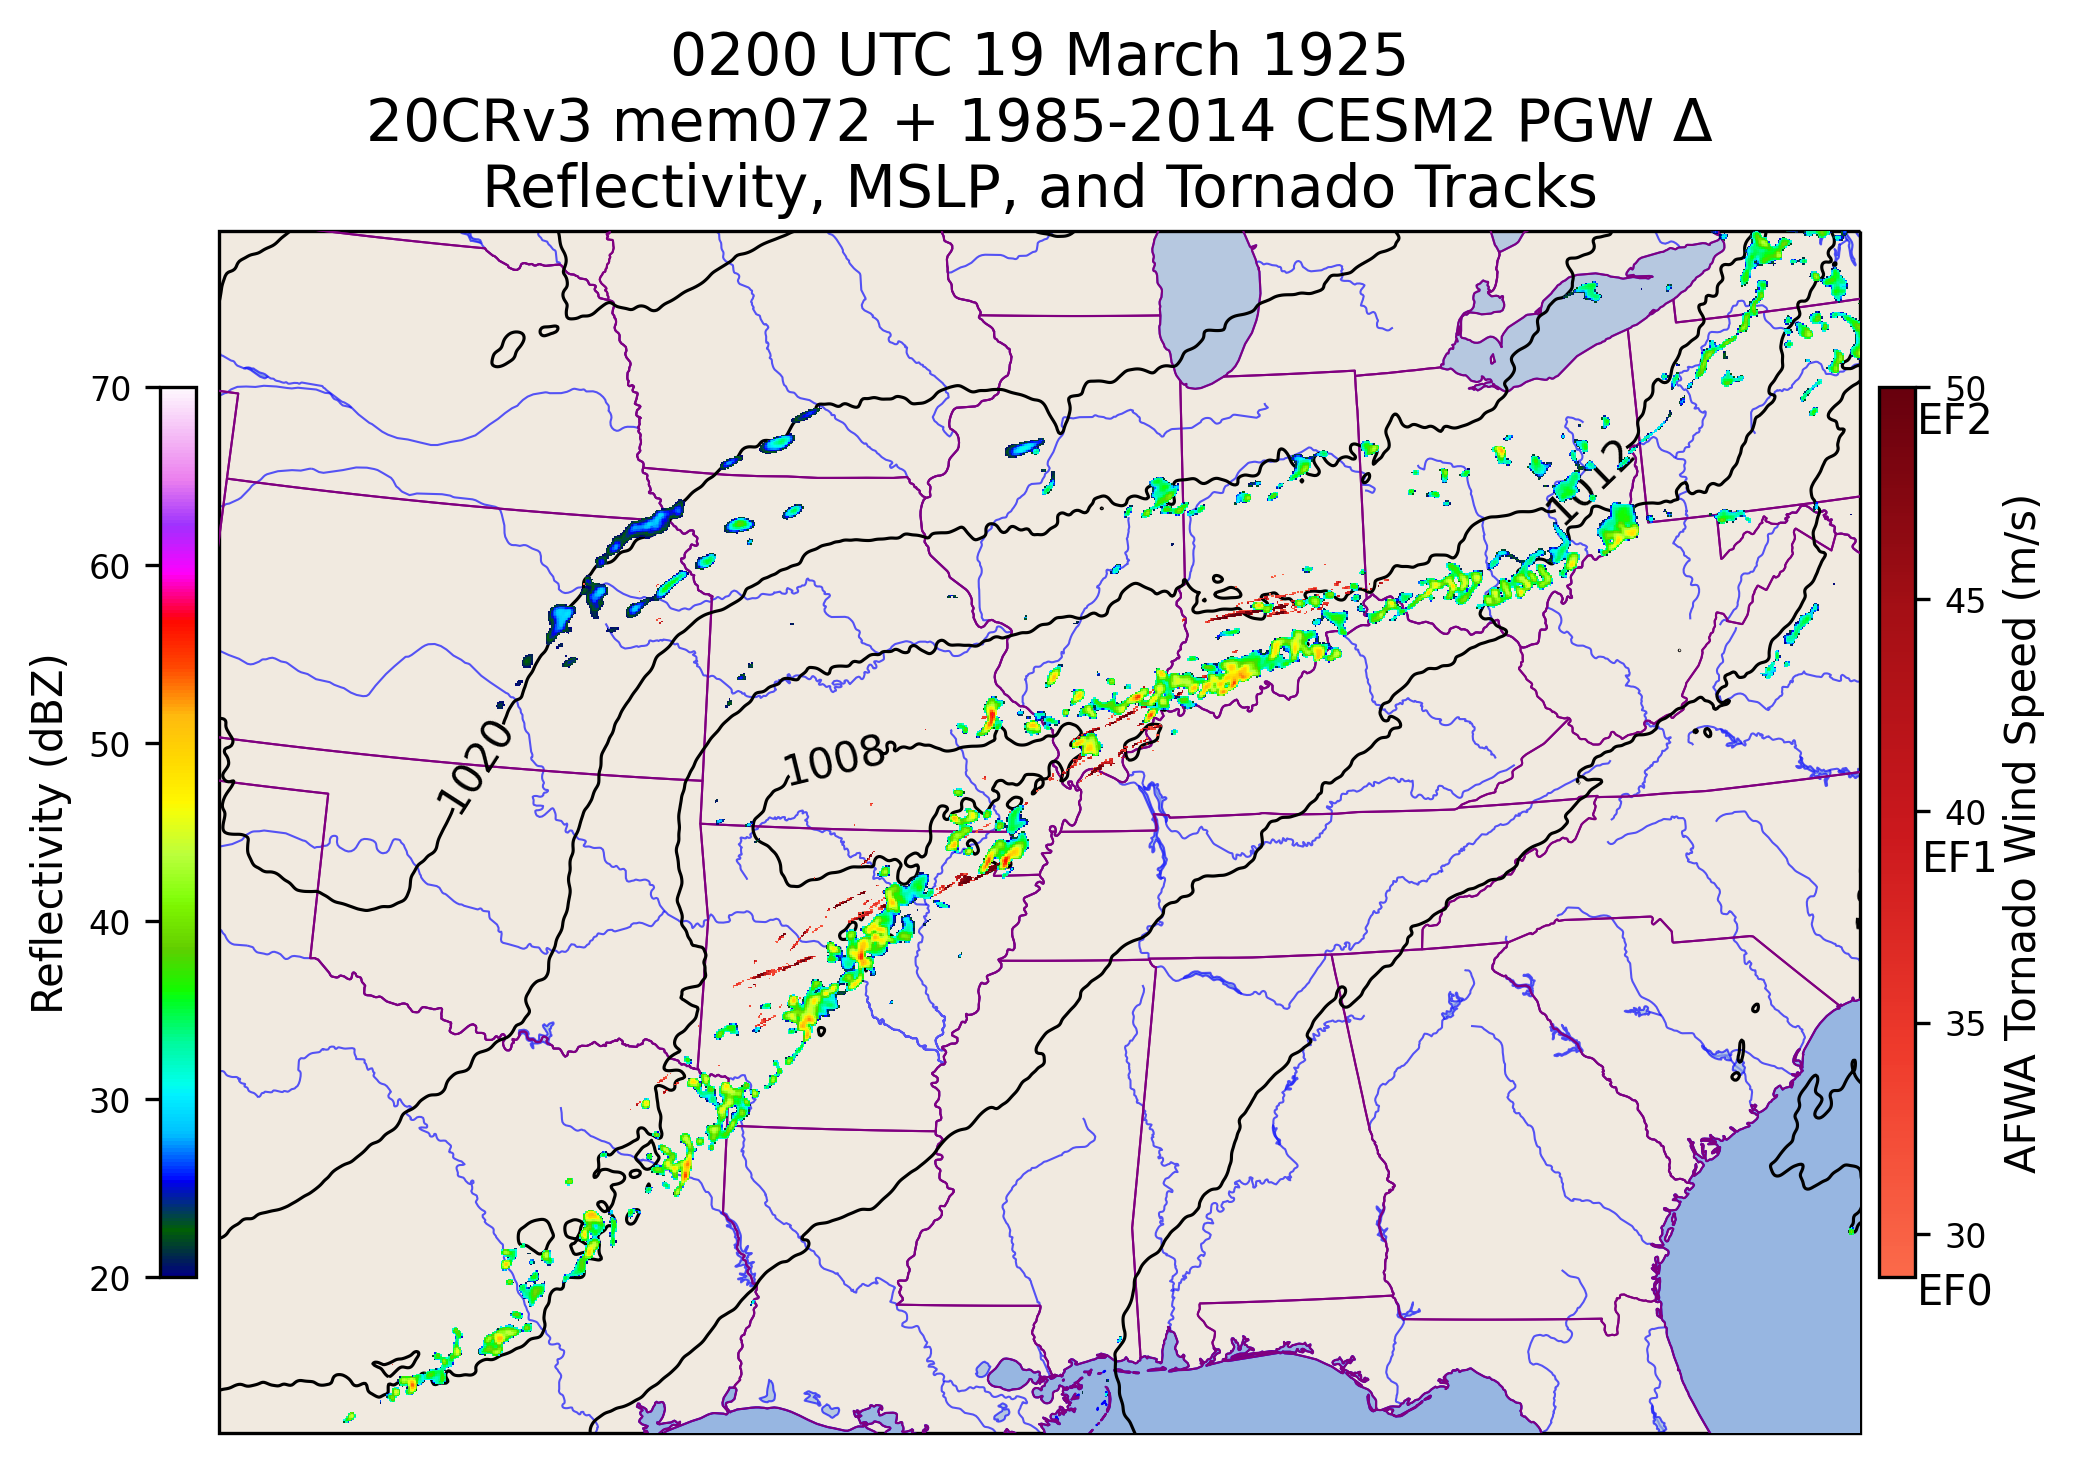 0200 UTC 19 March 1925
20CRv3 mem072 + 1985-2014 CESM2 PGW Δ
Reflectivity, MSLP, and Tornado Tracks
70
60
50
40
30
20
Reflectivity (dBZ)
1020
1008
1012
50
EF2
45
40
EF1
35
30
EF0
AFWA Tornado Wind Speed (m/s)